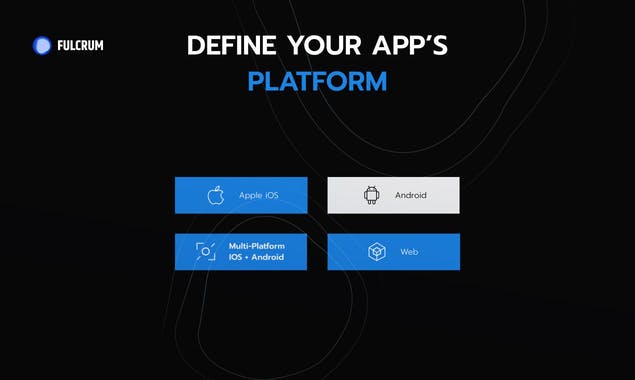 FULCRUM
DEFINE YOUR APP’S
PLATFORM
Apple iOS
Android
Multi-Platform
IOS + Android
Web